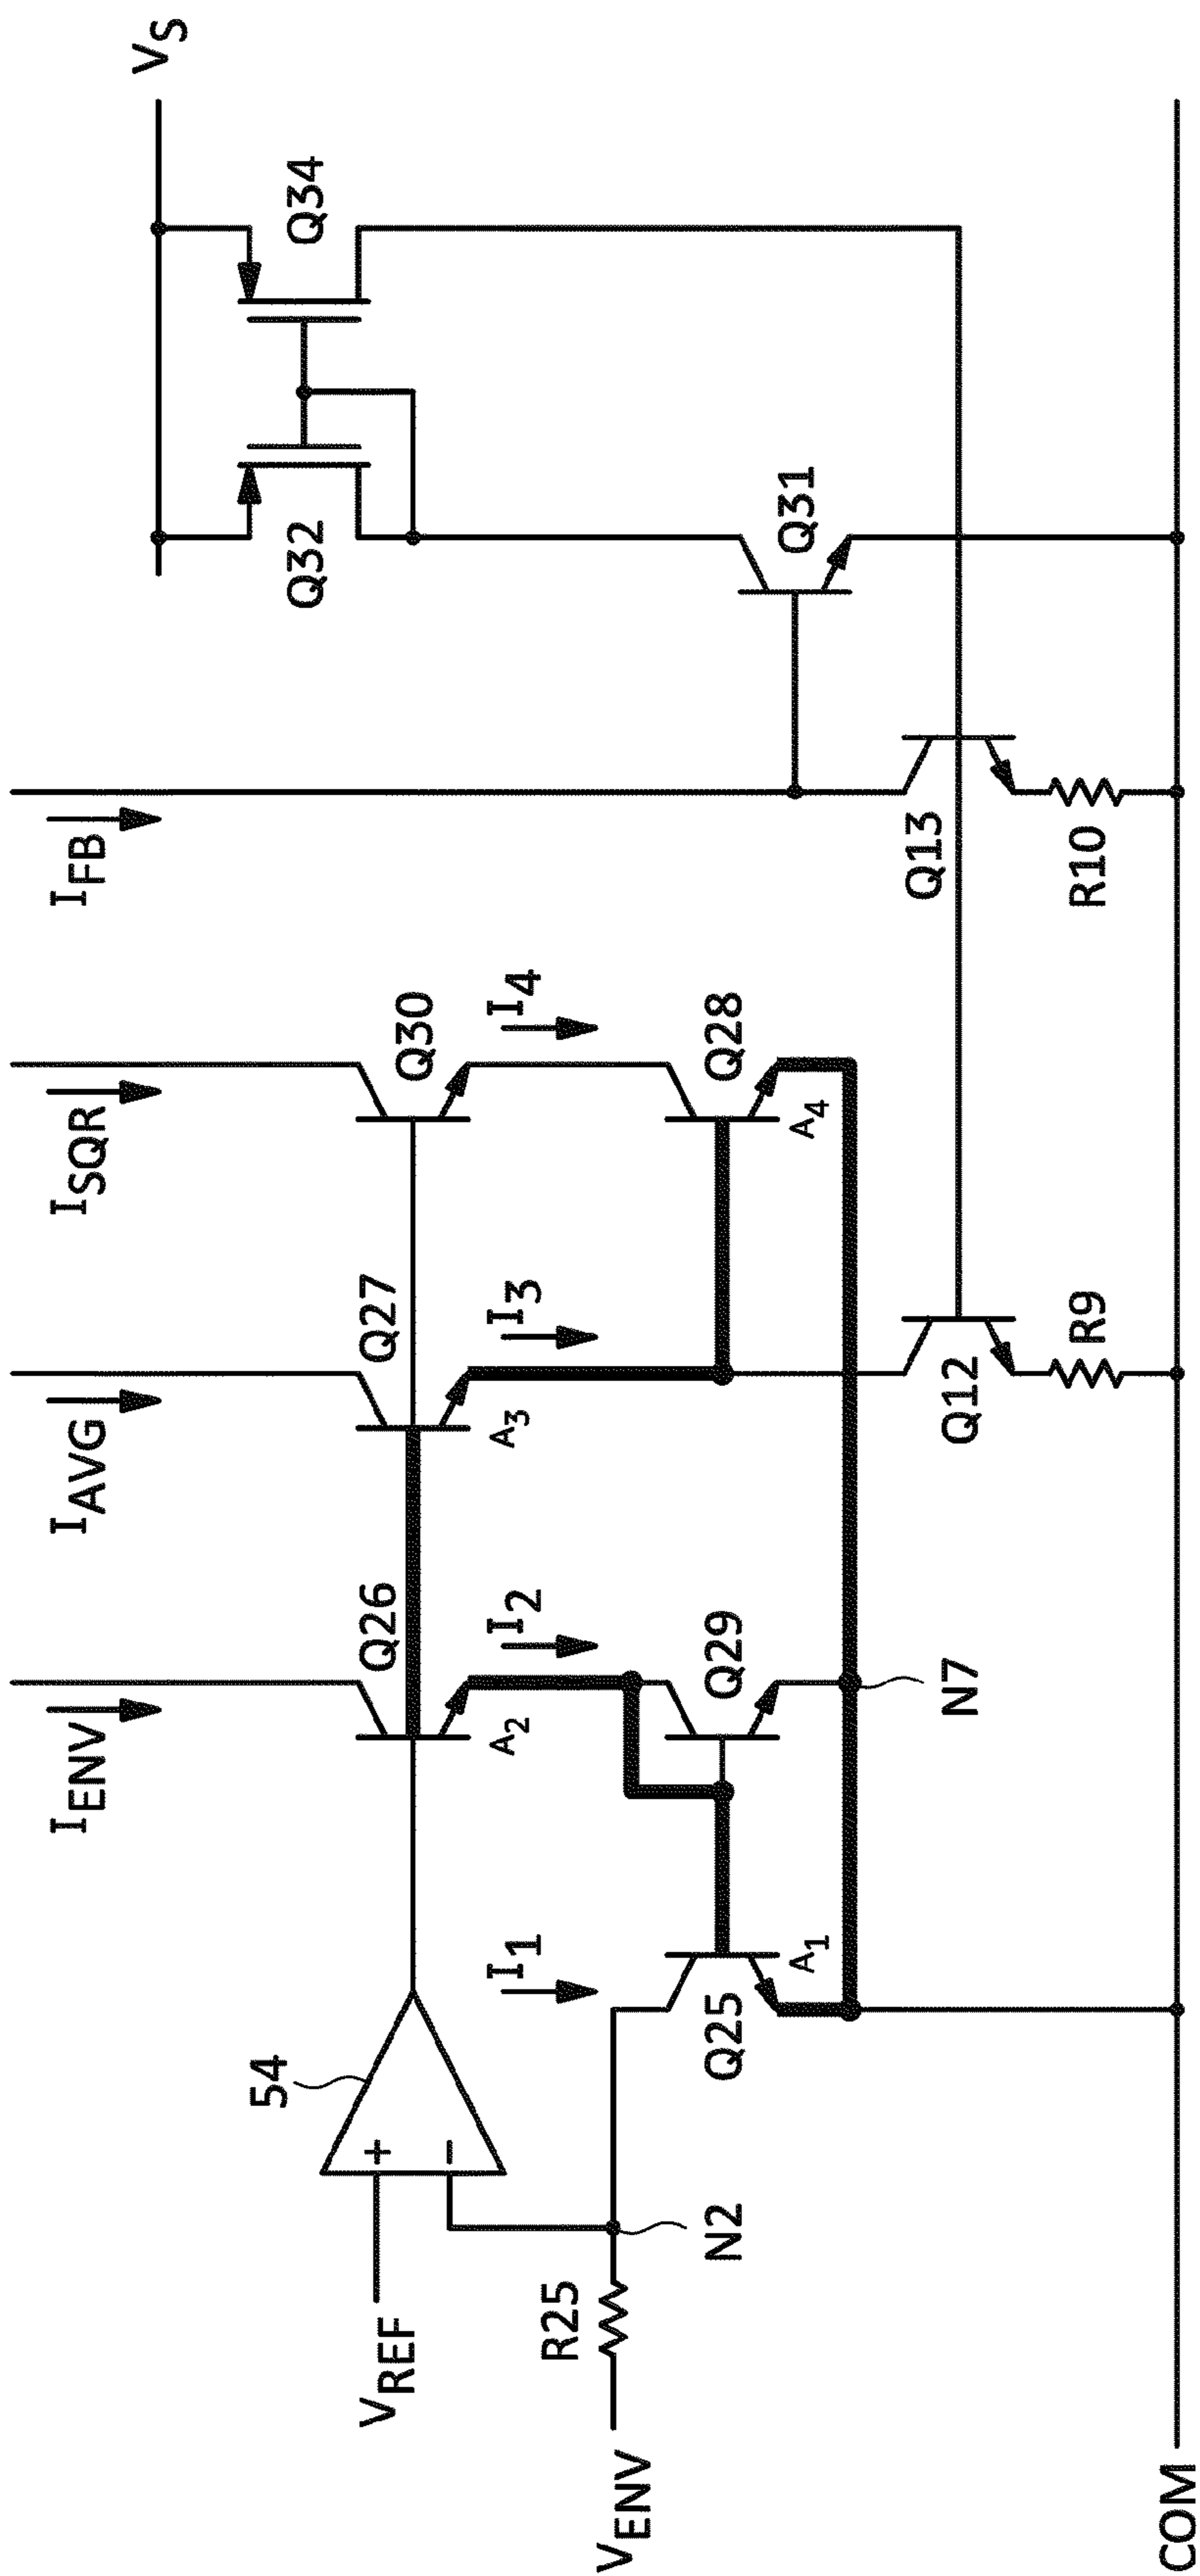 I_ENV
I_AVG
I_SQR
I_FB
V_S
54
Q26
Q27
Q30
Q32
Q34
V_REF
+
−
I_1
I_2
I_3
I_4
A_2
A_3
R25
V_ENV
N2
Q25
Q29
Q28
Q31
A_1
A_4
N7
Q12
Q13
R9
R10
COM